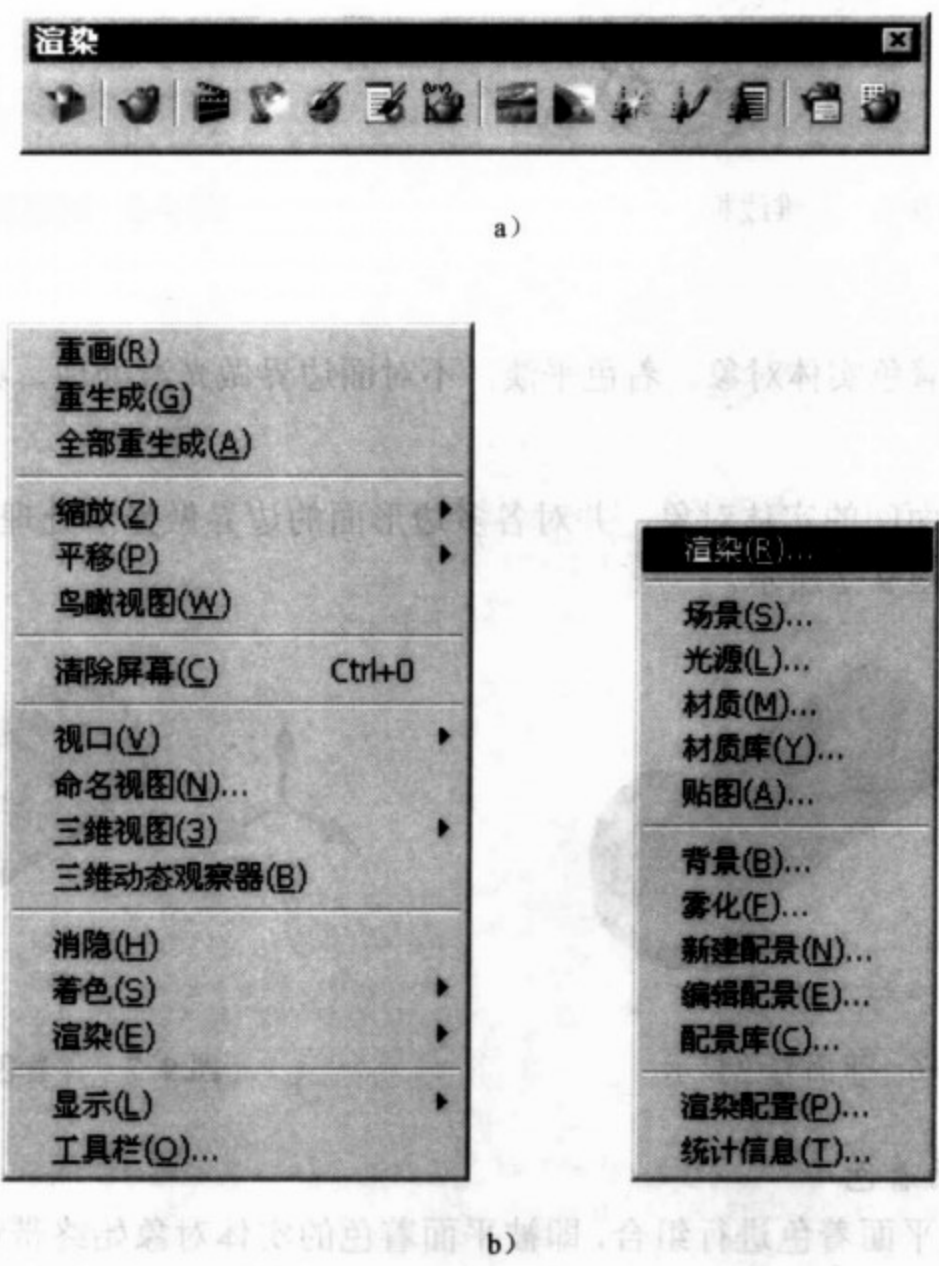 渲染
a）
重画(R)
重生成(G)
全部重生成(A)
缩放(Z)
平移(P)
鸟瞰视图(W)
清除屏幕(C) Ctrl+0
视口(V)
命名视图(N)...
三维视图(3)
三维动态观察器(B)
消隐(H)
着色(S)
渲染(E)
显示(L)
工具栏(O)...
渲染(R)...
场景(S)...
光源(L)...
材质(M)...
材质库(Y)...
贴图(A)...
背景(B)...
雾化(F)...
新建配景(N)...
编辑配景(E)...
配景库(C)...
渲染配置(P)...
统计信息(T)...
b）